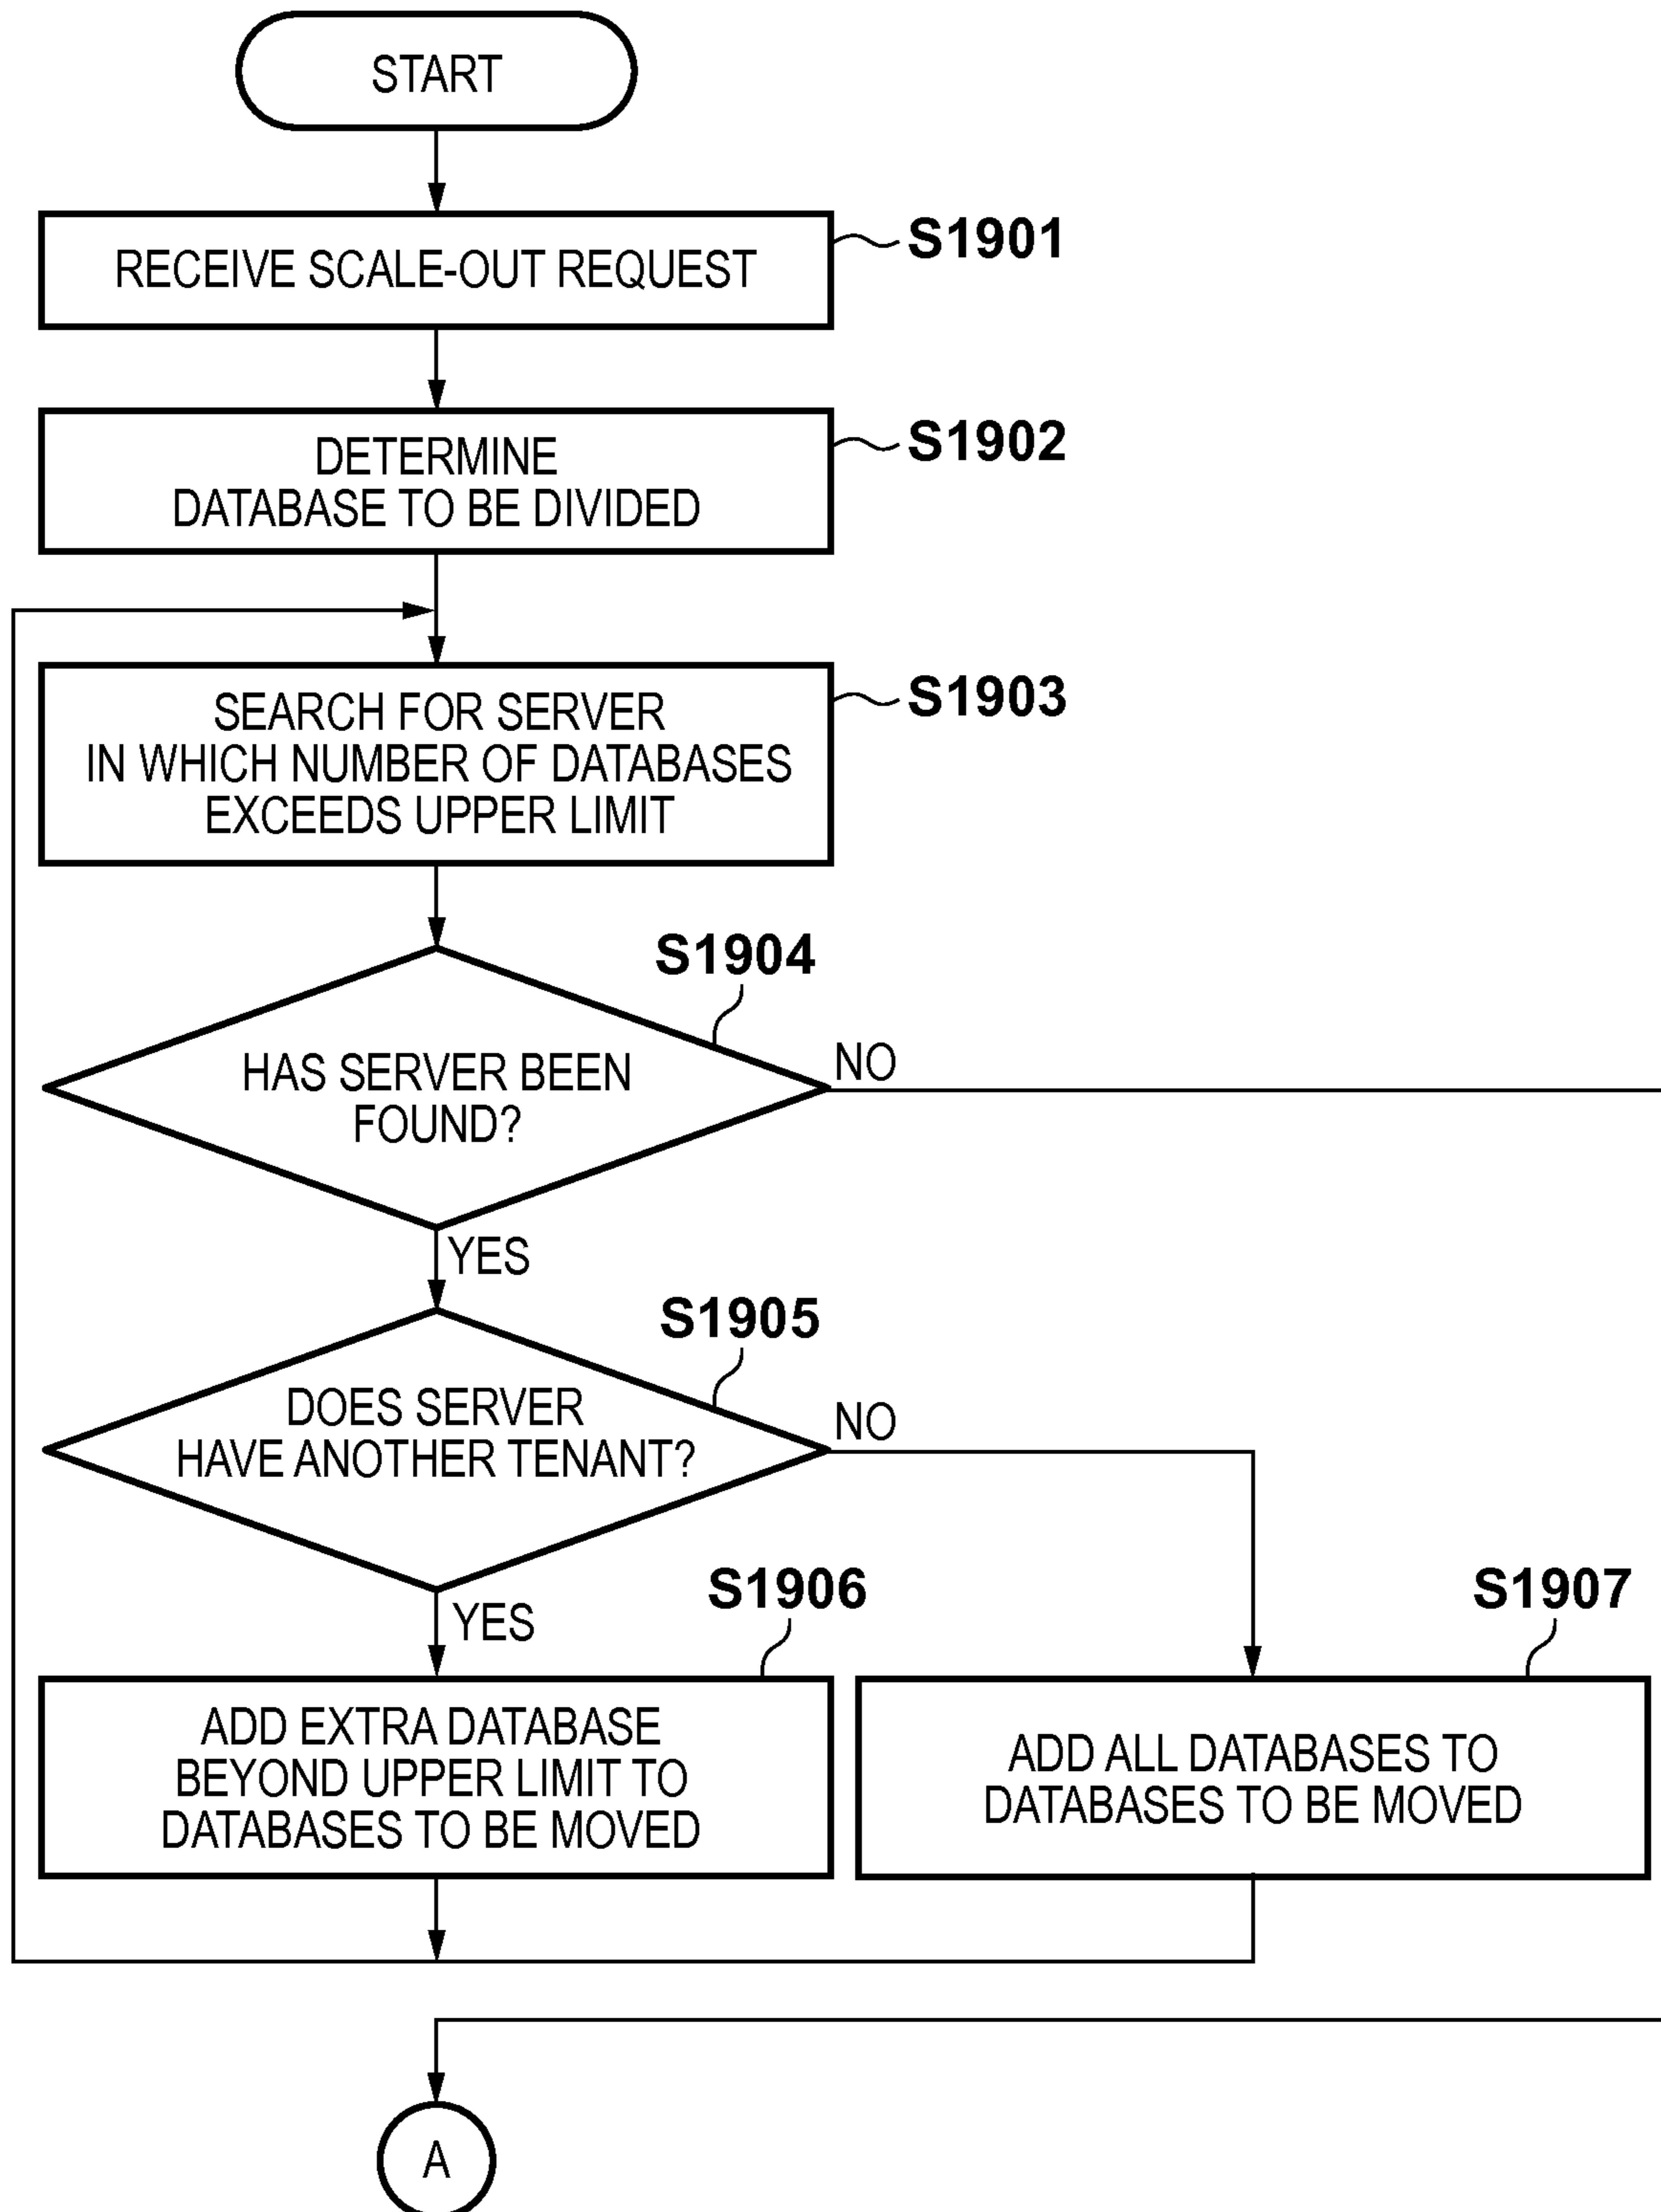 START
RECEIVE SCALE-OUT REQUEST
S1901
DETERMINE
DATABASE TO BE DIVIDED
S1902
SEARCH FOR SERVER
IN WHICH NUMBER OF DATABASES
EXCEEDS UPPER LIMIT
S1903
S1904
HAS SERVER BEEN
FOUND?
NO
YES
S1905
DOES SERVER
HAVE ANOTHER TENANT?
NO
YES
S1906
ADD EXTRA DATABASE
BEYOND UPPER LIMIT TO
DATABASES TO BE MOVED
S1907
ADD ALL DATABASES TO
DATABASES TO BE MOVED
A